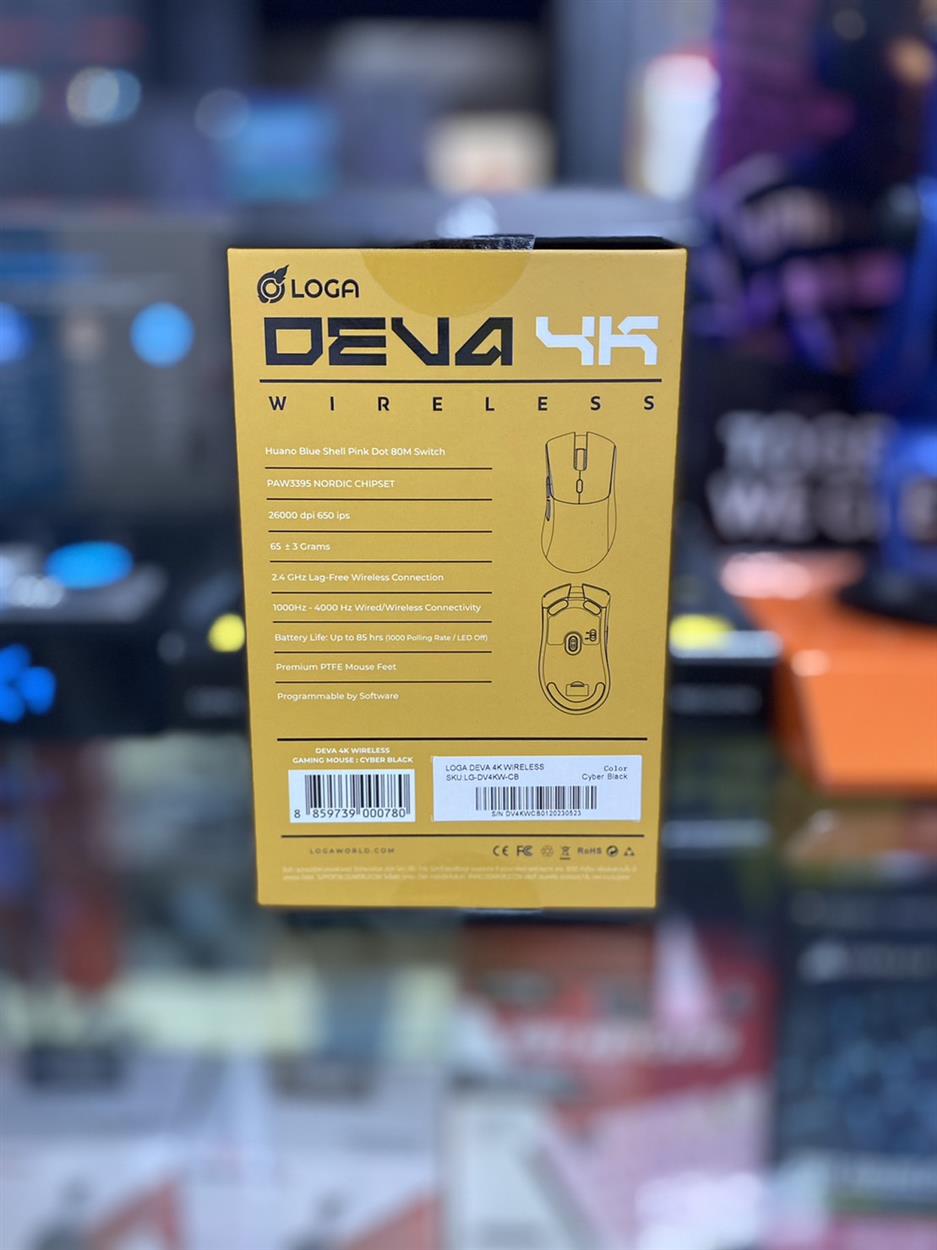 LOGA
DEVA 4K
WIRELESS
Huano Blue Shell Pink Dot 80M Switch
PAW3395 NORDIC CHIPSET
26000 dpi 650 ips
65 ± 3 Grams
2.4 GHz Lag-Free Wireless Connection
1000Hz - 4000 Hz Wired/Wireless Connectivity
Battery Life: Up to 85 hrs (1000 Polling Rate / LED Off)
Premium PTFE Mouse Feet
Programmable by Software
DEVA 4K WIRELESS
GAMING MOUSE : CYBER BLACK
8 859739 000780
LOGA DEVA 4K WIRELESS
SKU:LG-DV4KW-CB
Color
Cyber Black
S/N DV4KWCB0120230523
LOGAWORLD.COM
CE FC RoHS